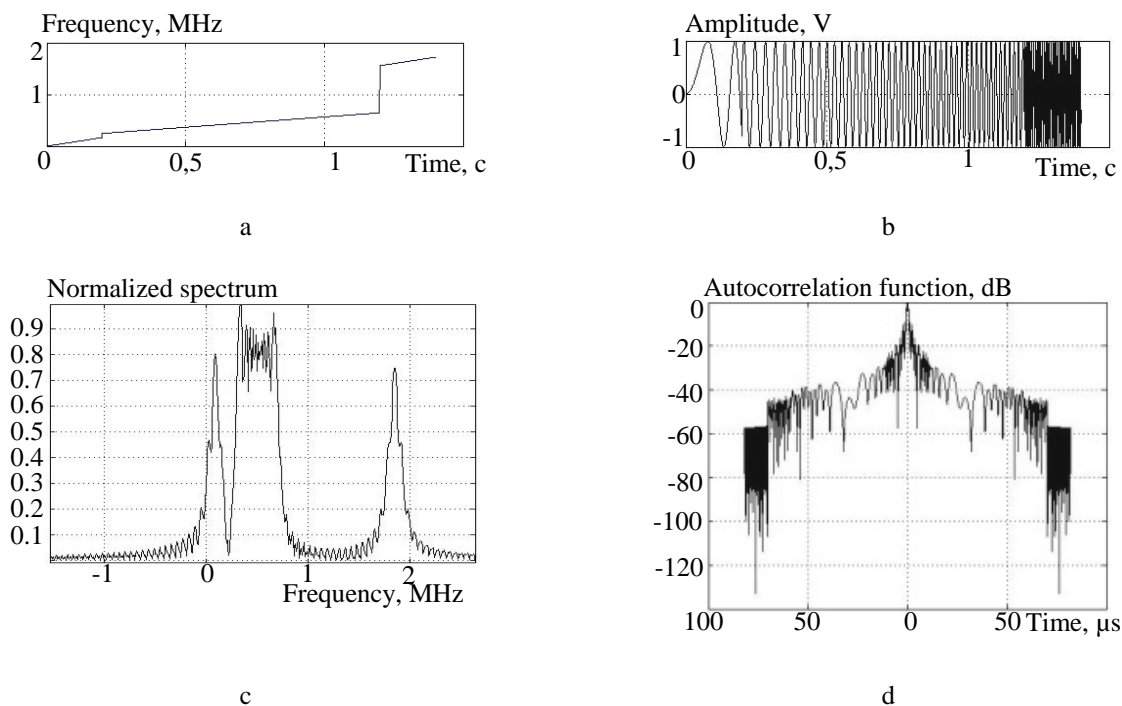 Frequency, MHz
2
1
0
0,5
1
Time, c
a
Amplitude, V
1
0
-1
0
0,5
1
Time, c
b
Normalized spectrum
0.9
0.8
0.7
0.6
0.5
0.4
0.3
0.2
0.1
-1
0
1
2
Frequency, MHz
c
Autocorrelation function, dB
0
-20
-40
-60
-80
-100
-120
100
50
0
50
Time, µs
d